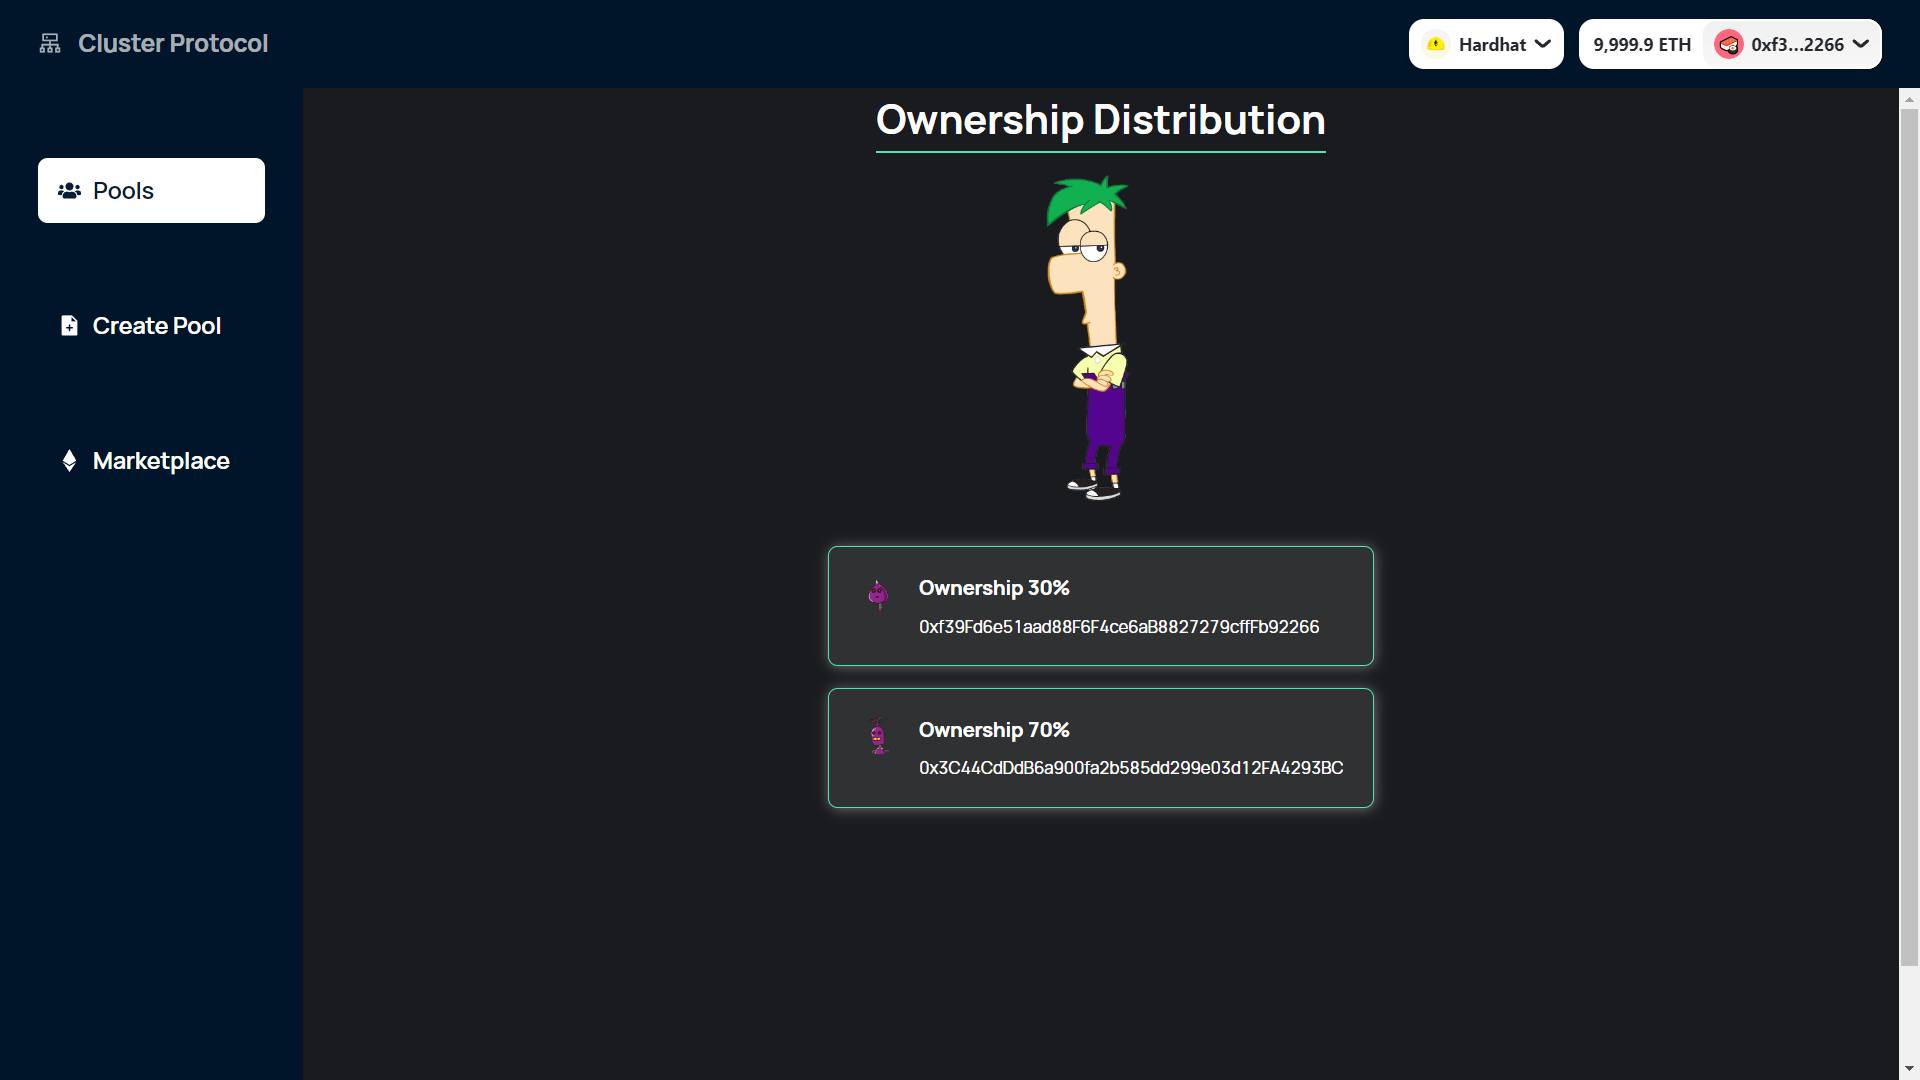 Cluster Protocol
Hardhat
9,999.9 ETH
0xf3...2266
Pools
Create Pool
Marketplace
Ownership Distribution
Ownership 30%
0xf39Fd6e51aad88F6F4ce6aB8827279cffFb92266
Ownership 70%
0x3C44CdDdB6a900fa2b585dd299e03d12FA4293BC